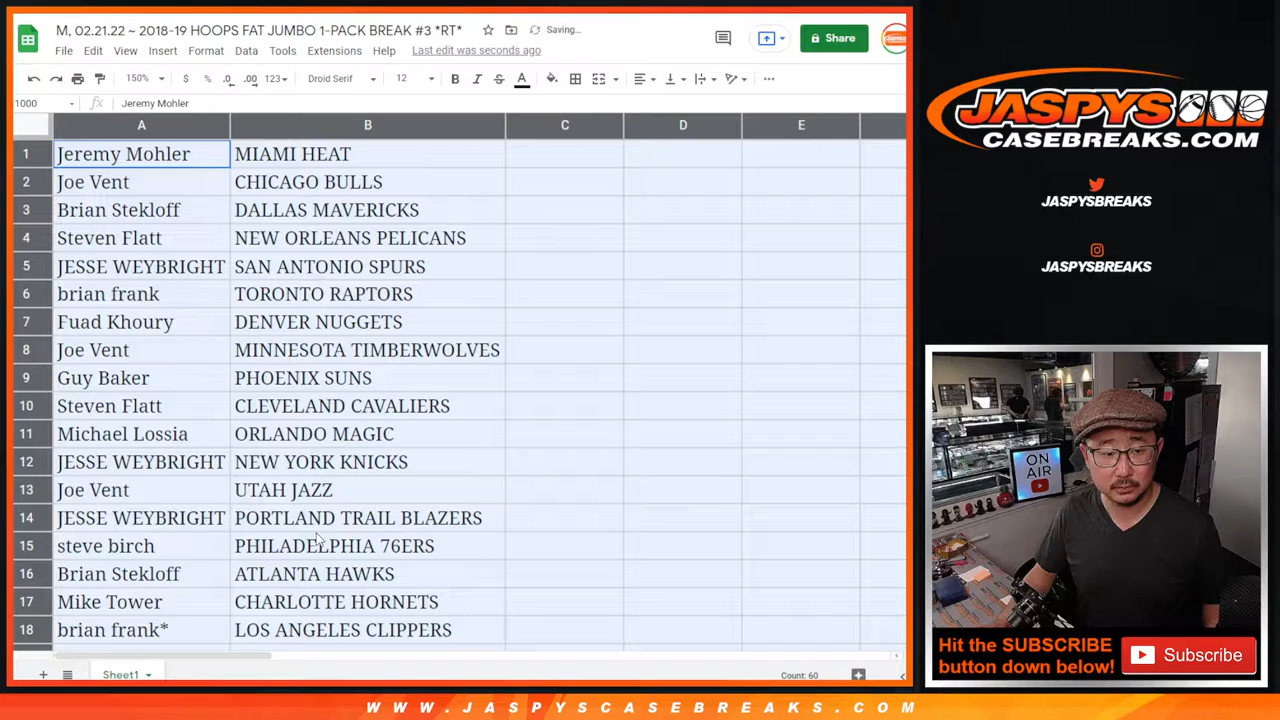 M, 02.21.22 ~ 2018-19 HOOPS FAT JUMBO 1-PACK BREAK #3 *RT*
Saving...
File Edit View Insert Format Data Tools Extensions Help Last edit was seconds ago
Share
150% $ % .0 .00 123 Droid Serif 12 B I S A
1000 fx Jeremy Mohler
A B C D E
1 Jeremy Mohler MIAMI HEAT
2 Joe Vent CHICAGO BULLS
3 Brian Stekloff DALLAS MAVERICKS
4 Steven Flatt NEW ORLEANS PELICANS
5 JESSE WEYBRIGHT SAN ANTONIO SPURS
6 brian frank TORONTO RAPTORS
7 Fuad Khoury DENVER NUGGETS
8 Joe Vent MINNESOTA TIMBERWOLVES
9 Guy Baker PHOENIX SUNS
10 Steven Flatt CLEVELAND CAVALIERS
11 Michael Lossia ORLANDO MAGIC
12 JESSE WEYBRIGHT NEW YORK KNICKS
13 Joe Vent UTAH JAZZ
14 JESSE WEYBRIGHT PORTLAND TRAIL BLAZERS
15 steve birch PHILADELPHIA 76ERS
16 Brian Stekloff ATLANTA HAWKS
17 Mike Tower CHARLOTTE HORNETS
18 brian frank* LOS ANGELES CLIPPERS
Sheet1
Count: 60
JASPYS
CASEBREAKS.COM
JASPYSBREAKS
JASPYSBREAKS
ON
AIR
Hit the SUBSCRIBE
button down below!
Subscribe
WWW.JASPYSCASEBREAKS.COM